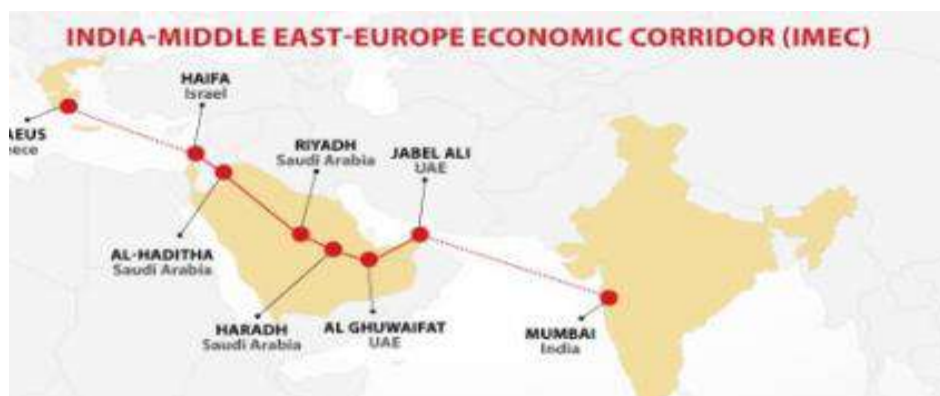 INDIA-MIDDLE EAST-EUROPE ECONOMIC CORRIDOR (IMEC)
HAIFA
Israel
AEUS
ece
RIYADH
Saudi Arabia
JABEL ALI
UAE
AL-HADITHA
Saudi Arabia
HARADH
Saudi Arabia
AL GHUWAIFAT
UAE
MUMBAI
India